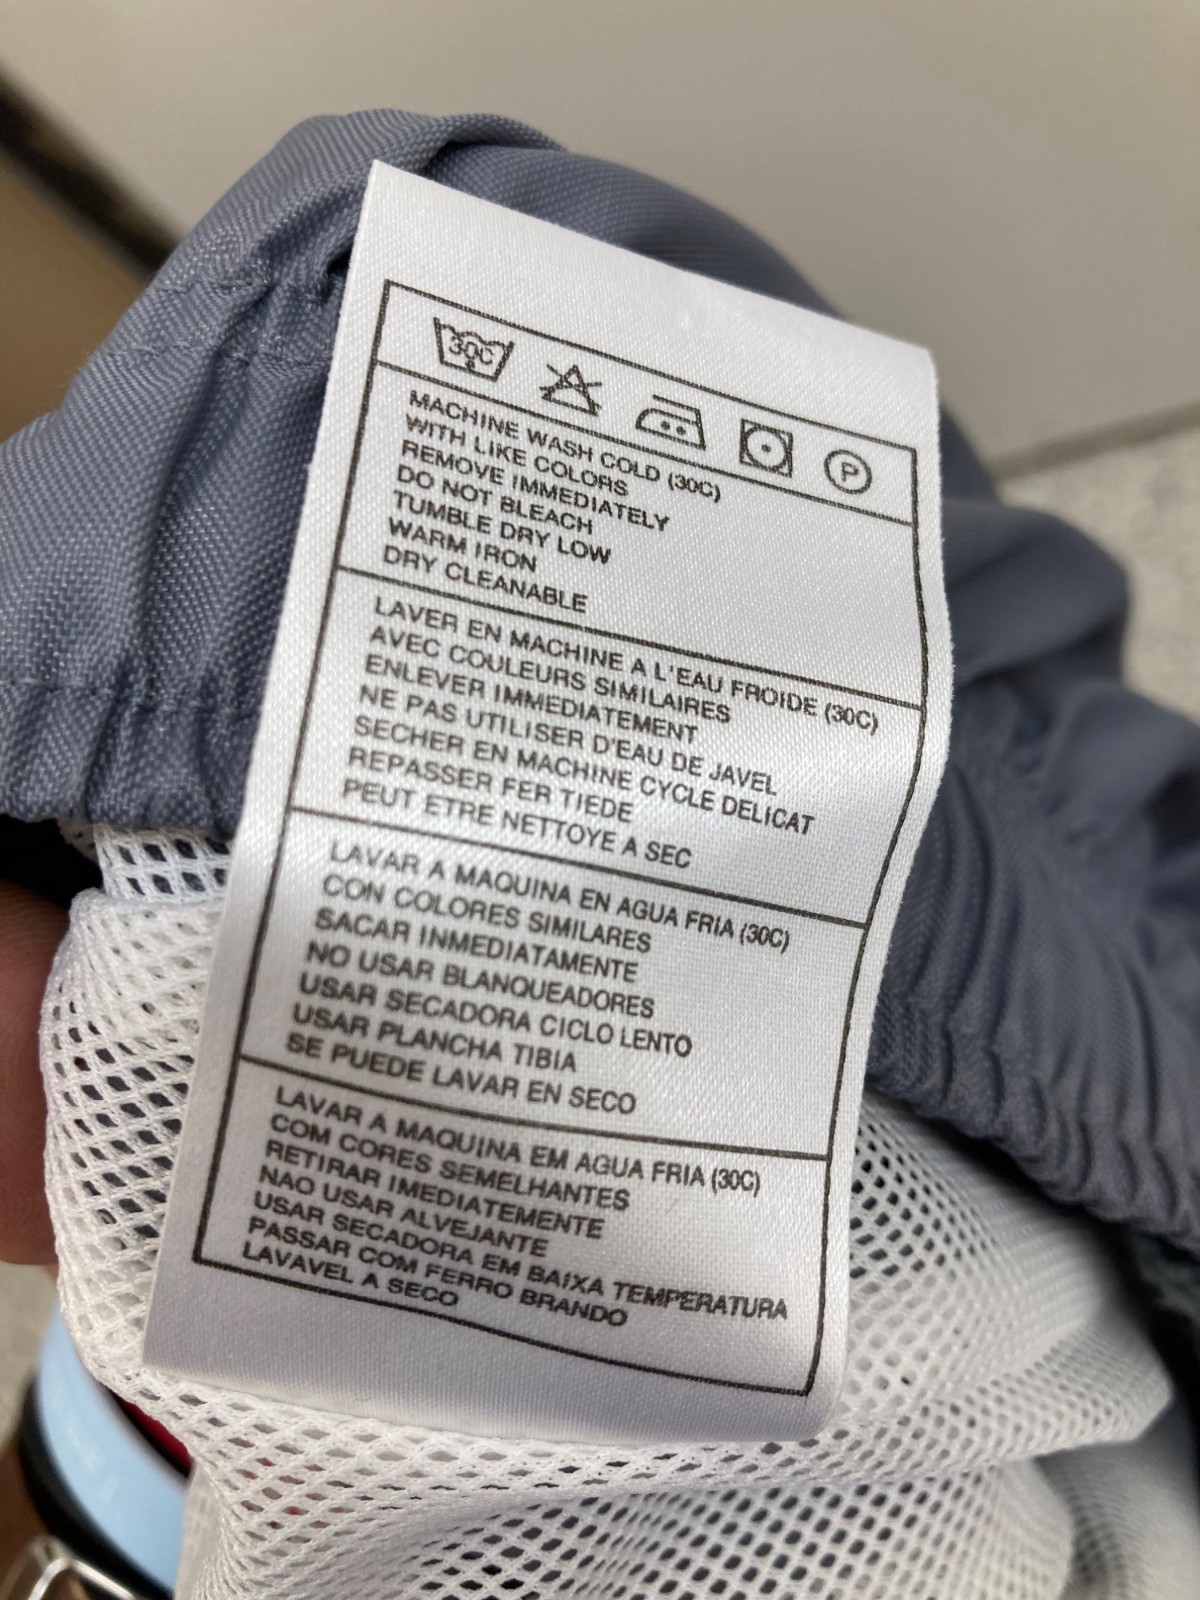 30C P
MACHINE WASH COLD (30C)
WITH LIKE COLORS
REMOVE IMMEDIATELY
DO NOT BLEACH
TUMBLE DRY LOW
WARM IRON
DRY CLEANABLE
LAVER EN MACHINE A L'EAU FROIDE (30C)
AVEC COULEURS SIMILAIRES
ENLEVER IMMEDIATEMENT
NE PAS UTILISER D'EAU DE JAVEL
SECHER EN MACHINE CYCLE DELICAT
REPASSER FER TIEDE
PEUT ETRE NETTOYE A SEC
LAVAR A MAQUINA EN AGUA FRIA (30C)
CON COLORES SIMILARES
SACAR INMEDIATAMENTE
NO USAR BLANQUEADORES
USAR SECADORA CICLO LENTO
USAR PLANCHA TIBIA
SE PUEDE LAVAR EN SECO
LAVAR A MAQUINA EM AGUA FRIA (30C)
COM CORES SEMELHANTES
RETIRAR IMEDIATEMENTE
NAO USAR ALVEJANTE
USAR SECADORA EM BAIXA TEMPERATURA
PASSAR COM FERRO BRANDO
LAVAVEL A SECO